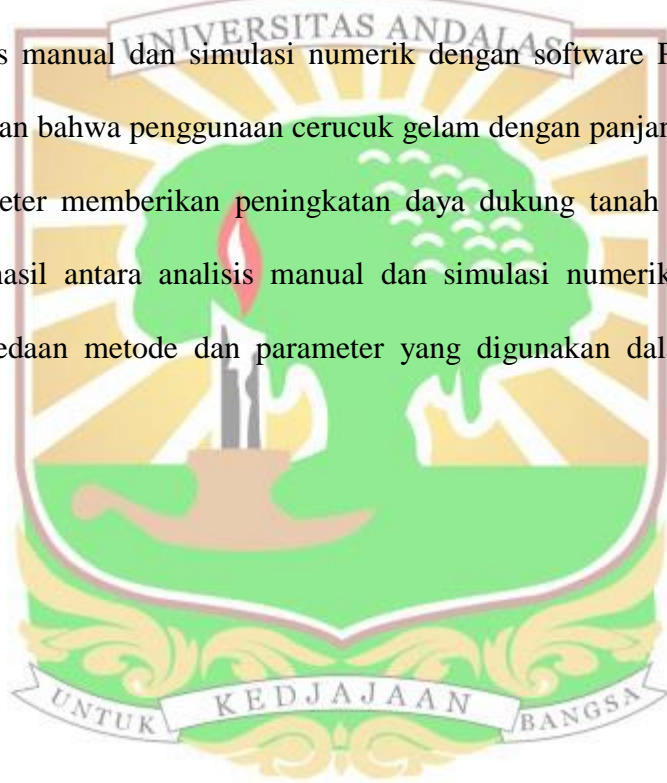 UNIVERSITAS ANDALAS
s manual dan simulasi numerik dengan software
an bahwa penggunaan cerucuk gelam dengan panjan
eter memberikan peningkatan daya dukung tanah
hasil antara analisis manual dan simulasi numerik
edaan metode dan parameter yang digunakan dal
UNTUK KEDJAJAAN BANGSA